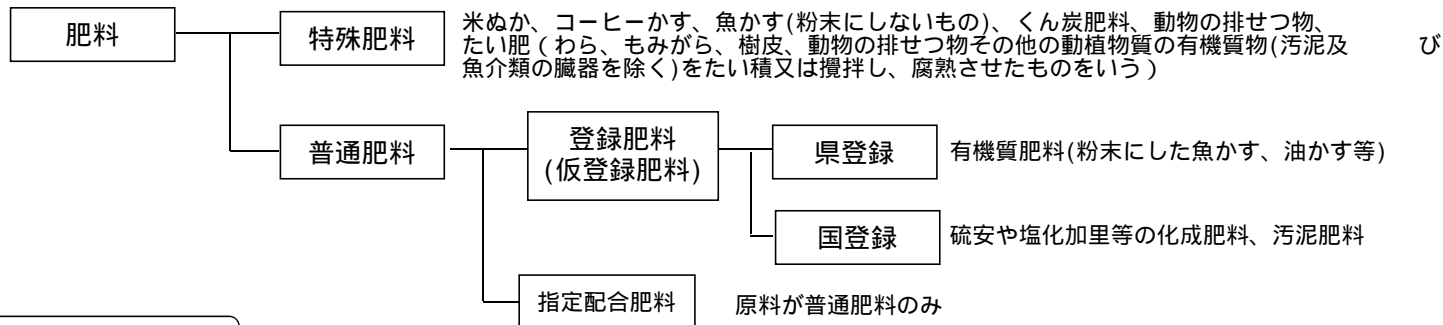 肥料
特殊肥料
米ぬか、コーヒーかす、魚かす(粉末にしないもの)、くん炭肥料、動物の排せつ物、
たい肥(わら、もみがら、樹皮、動物の排せつ物その他の動植物質の有機質物(汚泥及 び
魚介類の臓器を除く)をたい積又は攪拌し、腐熟させたものをいう)
普通肥料
登録肥料
(仮登録肥料)
県登録
有機質肥料(粉末にした魚かす、油かす等)
国登録
硫安や塩化加里等の化成肥料、汚泥肥料
指定配合肥料
原料が普通肥料のみ